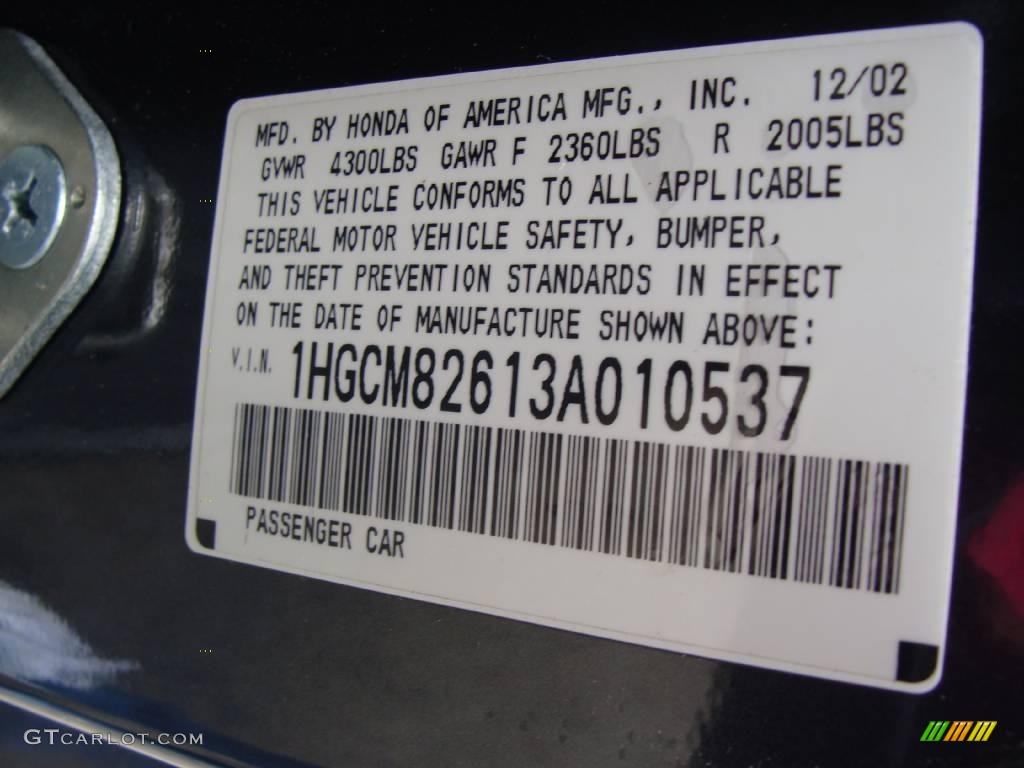 MFD. BY HONDA OF AMERICA MFG., INC. 12/02
GVWR 4300LBS GAWR F 2360LBS R 2005LBS
THIS VEHICLE CONFORMS TO ALL APPLICABLE
FEDERAL MOTOR VEHICLE SAFETY, BUMPER,
AND THEFT PREVENTION STANDARDS IN EFFECT
ON THE DATE OF MANUFACTURE SHOWN ABOVE:
V.I.N. 1HGCM82613A010537
PASSENGER CAR
GTCARLOT.COM